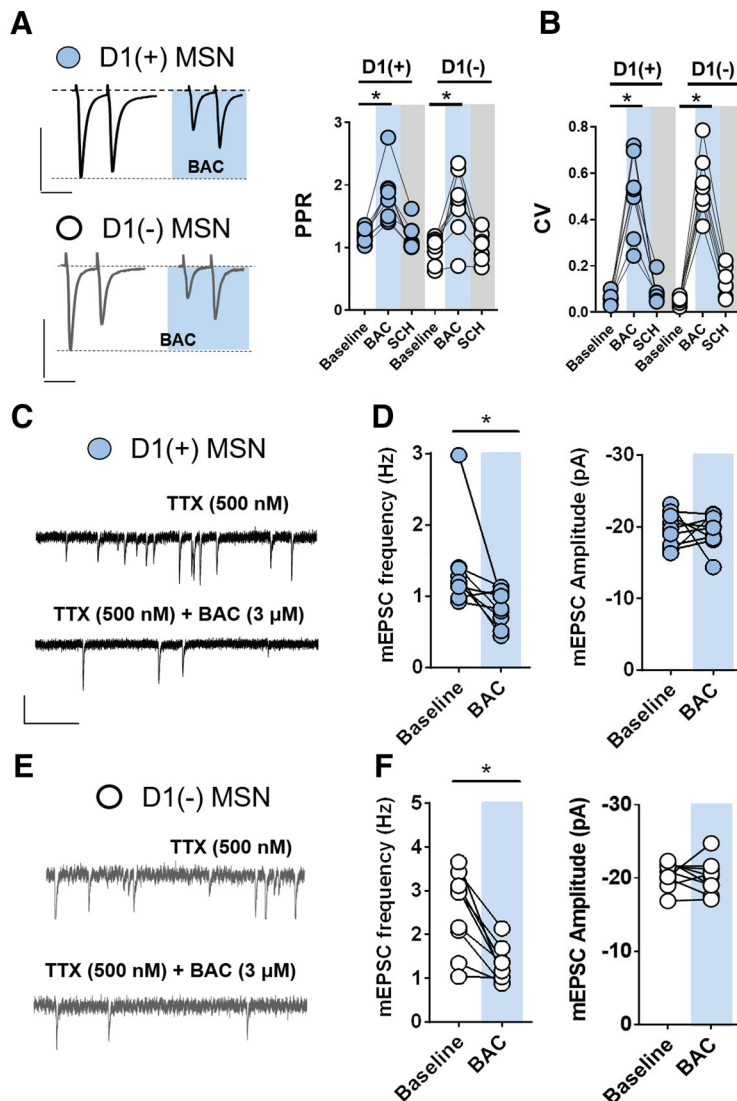 A
D1(+) MSN
BAC
D1(-) MSN
BAC
D1(+) D1(-)
* *
PPR
3
2
1
0
Baseline BAC SCH Baseline BAC SCH
B
D1(+) D1(-)
* *
CV
0.8
0.6
0.4
0.2
0.0
Baseline BAC SCH Baseline BAC SCH
C
D1(+) MSN
TTX (500 nM)
TTX (500 nM) + BAC (3 µM)
D
*
mEPSC frequency (Hz)
3
2
1
0
Baseline BAC
mEPSC Amplitude (pA)
-30
-20
-10
0
Baseline BAC
E
D1(-) MSN
TTX (500 nM)
TTX (500 nM) + BAC (3 µM)
F
*
mEPSC frequency (Hz)
5
4
3
2
1
0
Baseline BAC
mEPSC Amplitude (pA)
-30
-20
-10
0
Baseline BAC